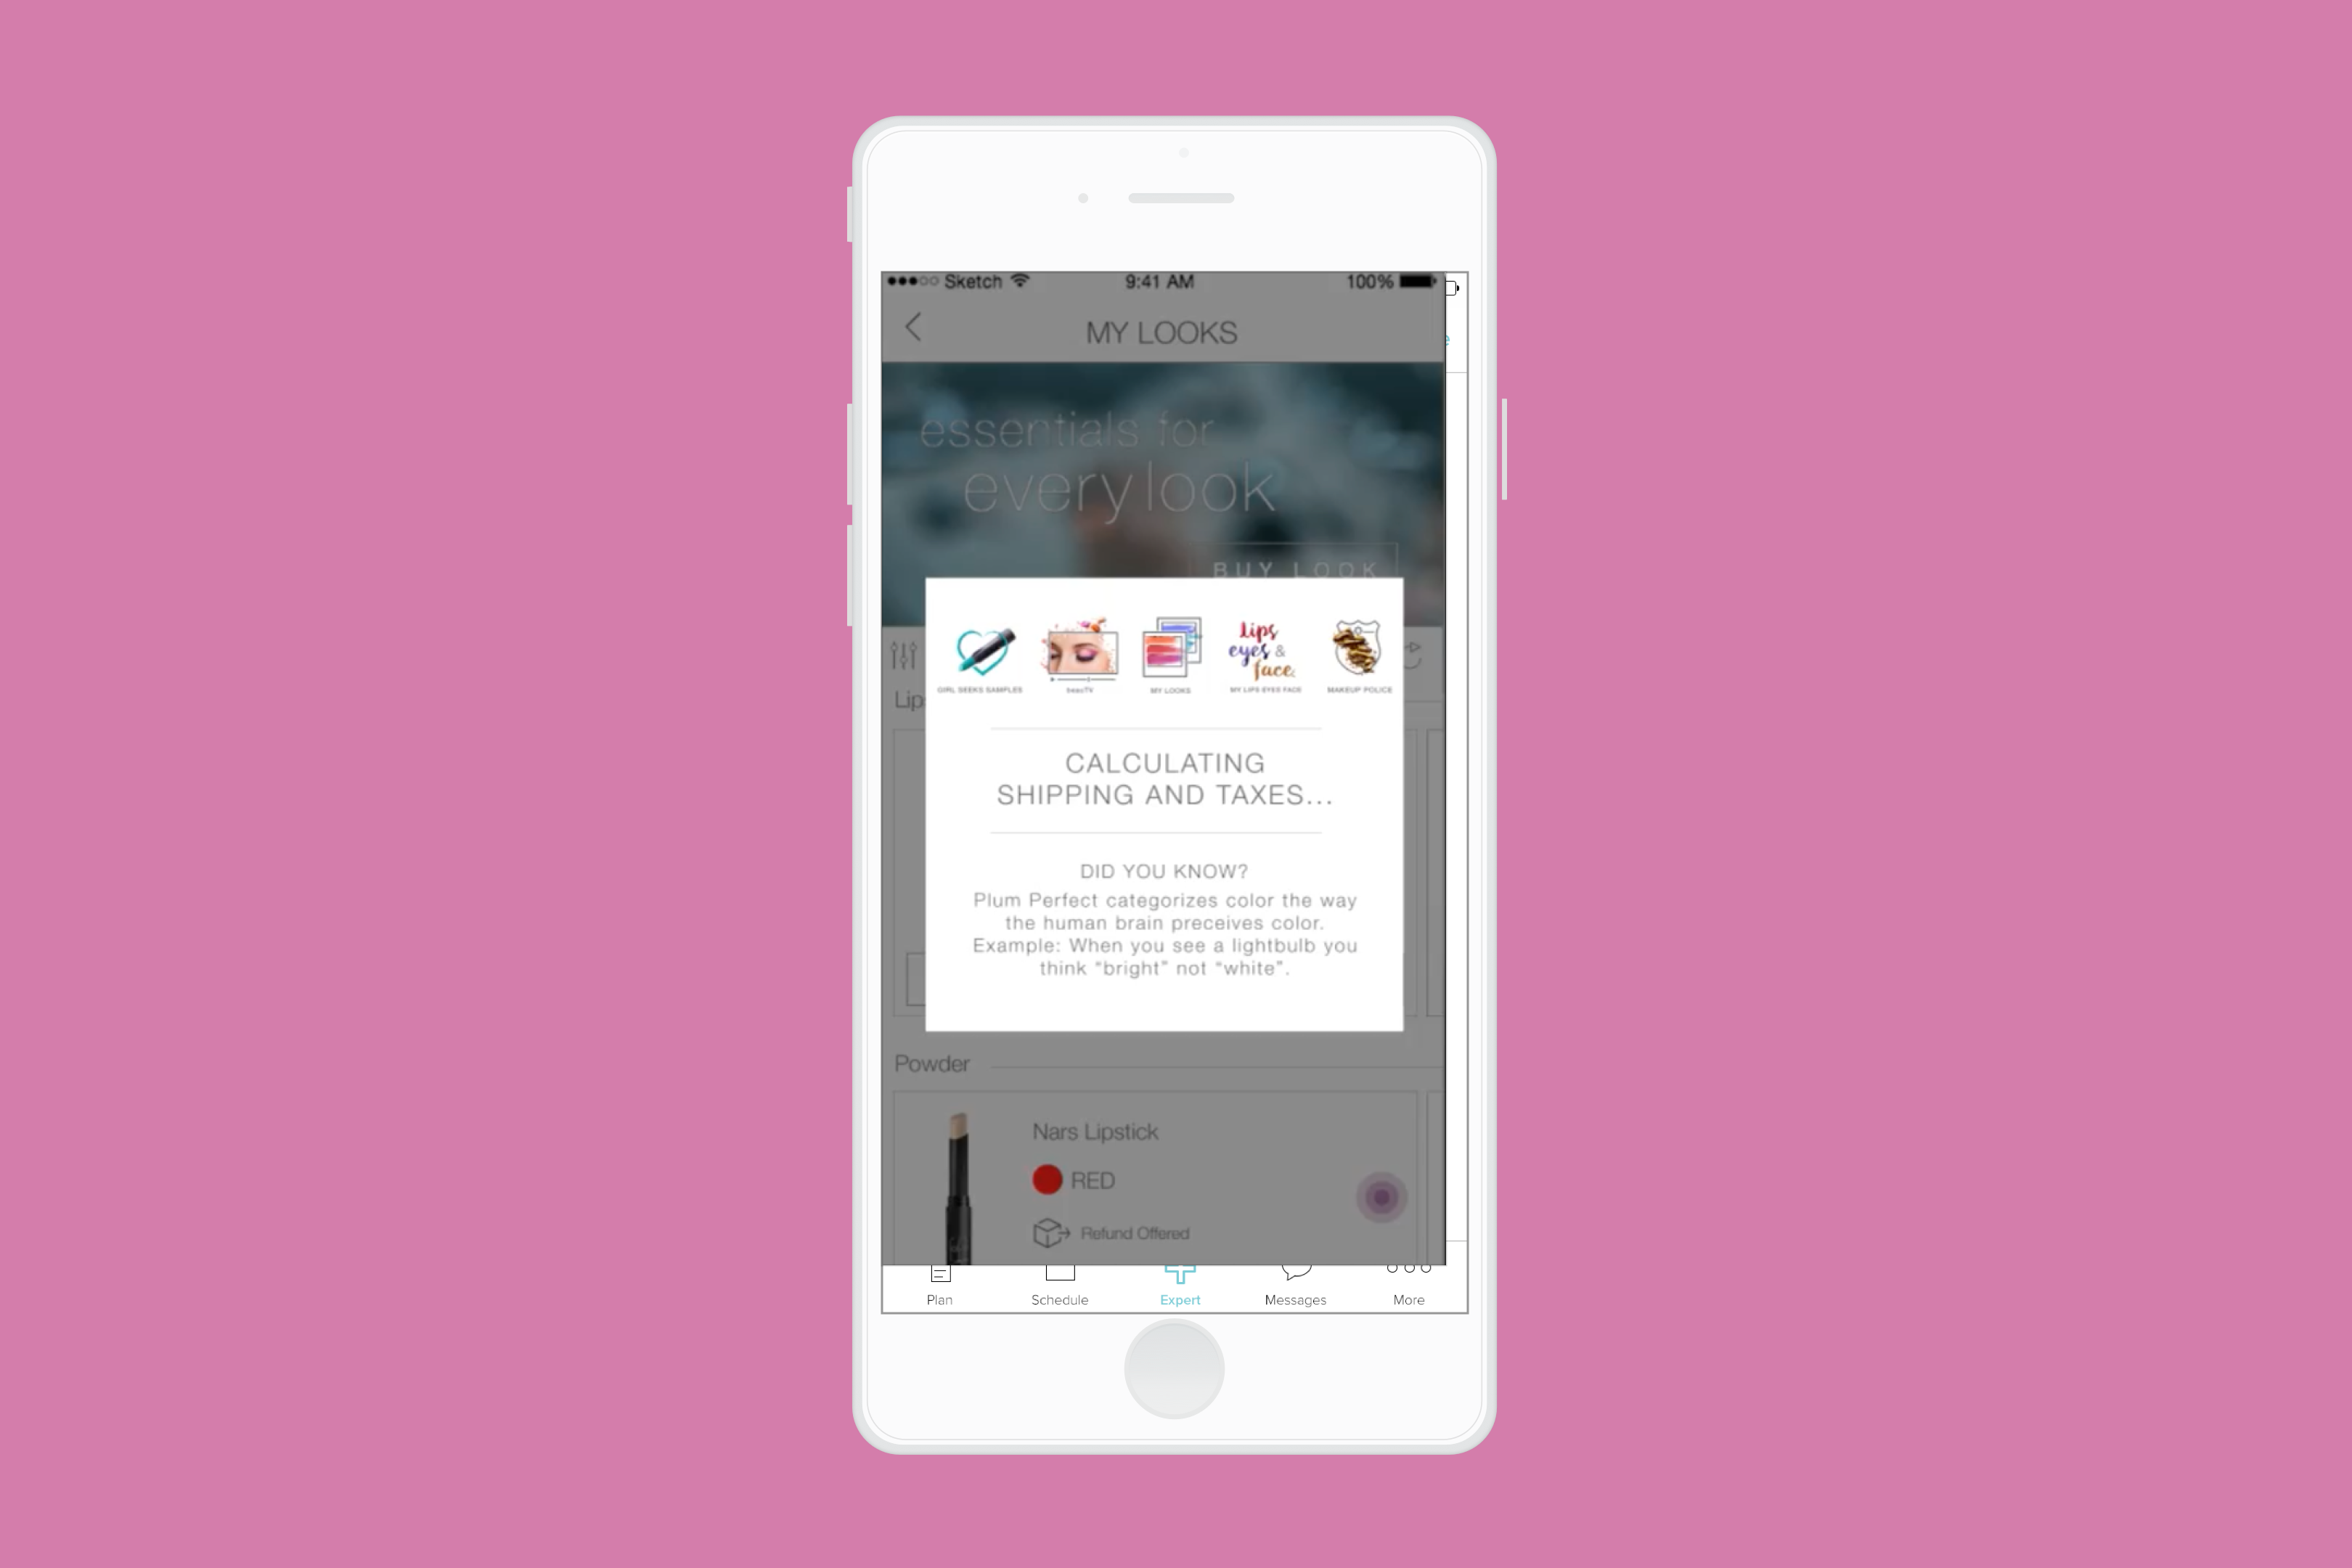 Sketch 9:41 AM 100%
MY LOOKS
essentials for
every look
BUY LOOK
lips
eyes &
face.
GIRL SEEKS SAMPLES beauTV MY LOOKS MY LIPS EYES FACE MAKEUP POLICE
CALCULATING
SHIPPING AND TAXES...
DID YOU KNOW?
Plum Perfect categorizes color the way
the human brain preceives color.
Example: When you see a lightbulb you
think “bright” not “white”.
Powder
Nars Lipstick
RED
Refund Offered
Plan Schedule Expert Messages More